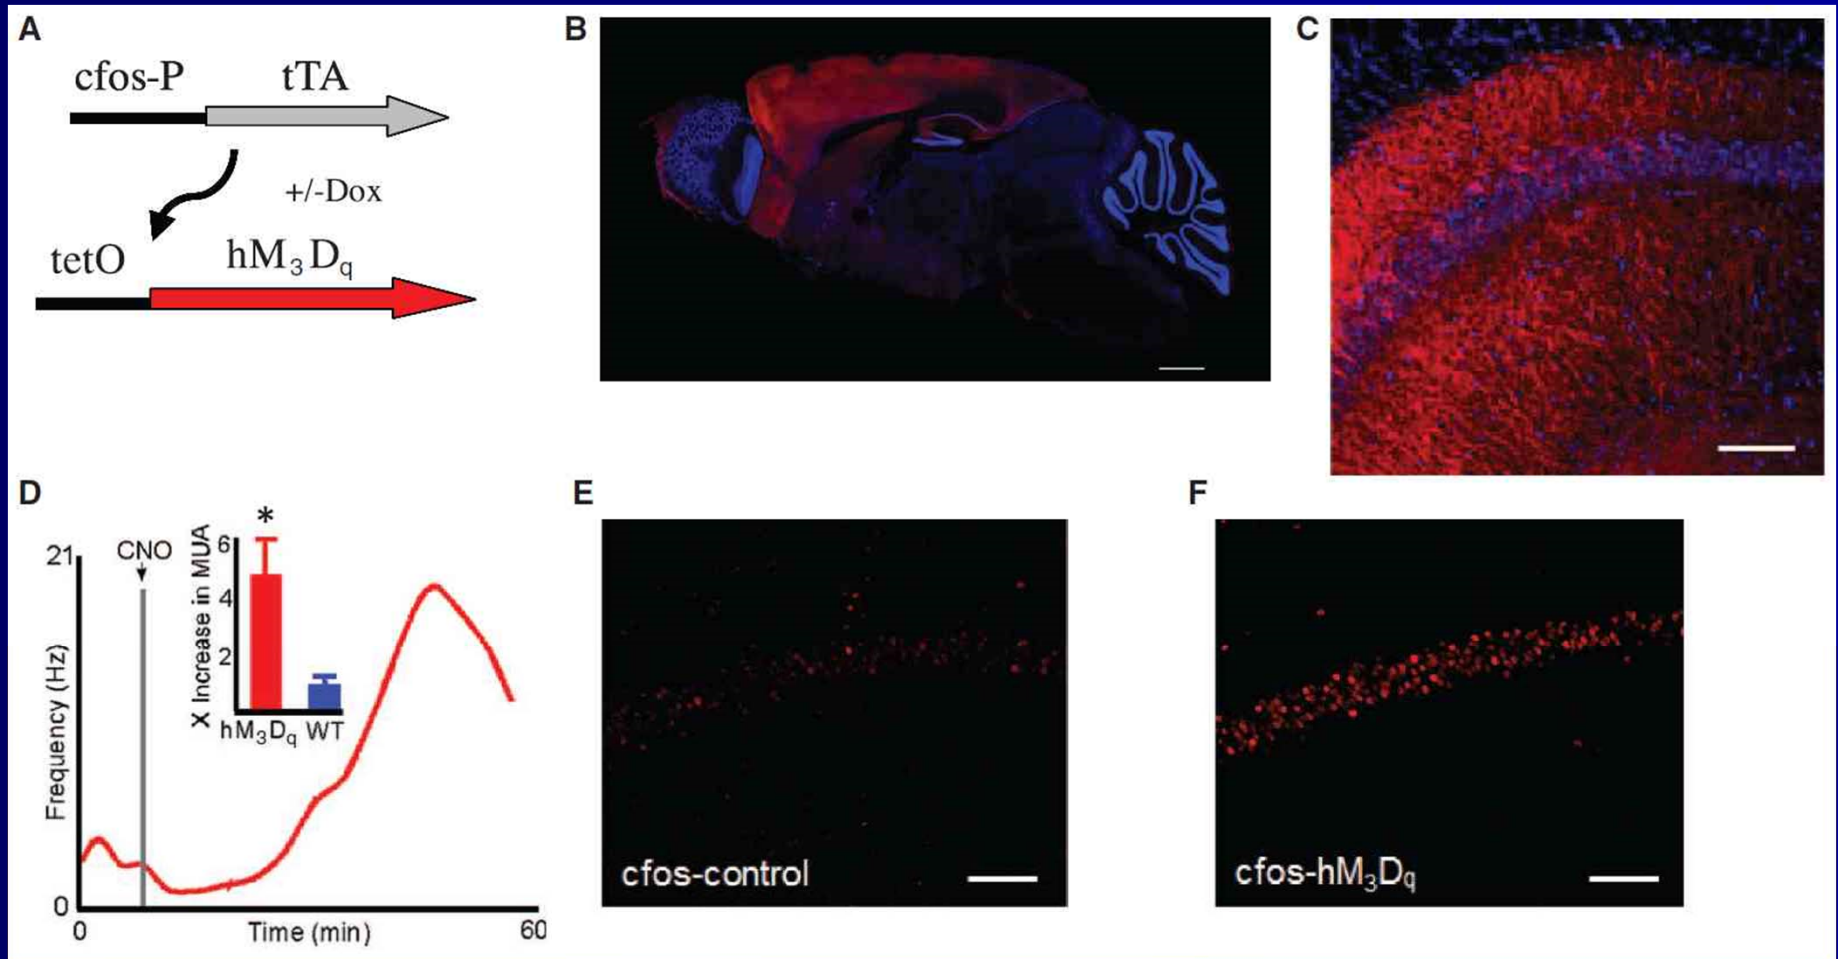 A
cfos-P tTA
+/-Dox
tetO hM₃Dq
B
C
D
21
CNO
*
X Increase in MUA
6
4
2
hM₃Dq WT
Frequency (Hz)
0
0 Time (min) 60
E
cfos-control
F
cfos-hM₃Dq